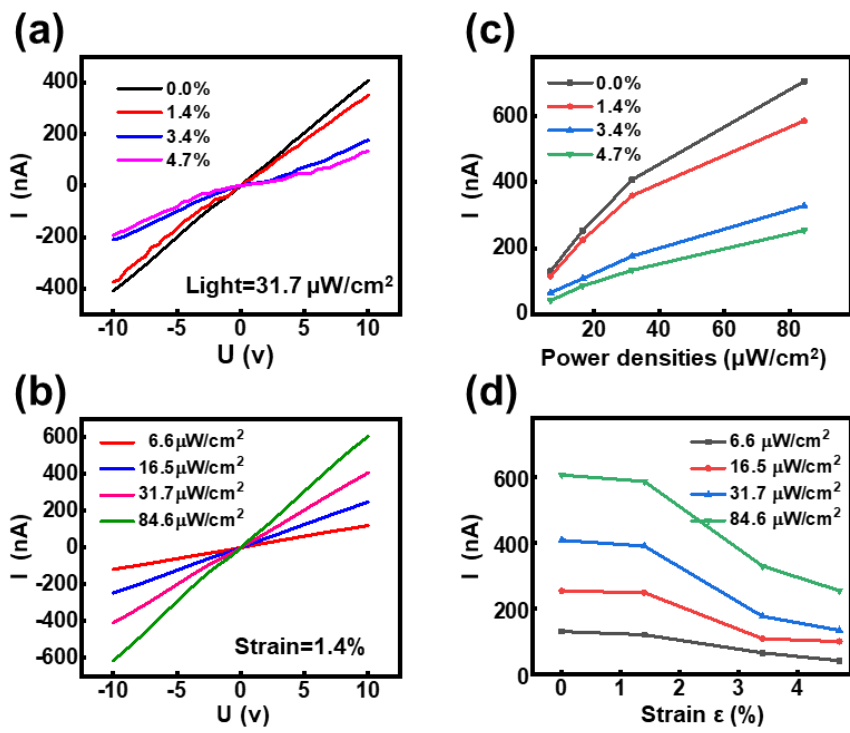 (a)
I (nA)
400
200
0
-200
-400
0.0%
1.4%
3.4%
4.7%
Light=31.7 μW/cm²
-10 -5 0 5 10
U (v)
(c)
I (nA)
600
400
200
0
0.0%
1.4%
3.4%
4.7%
20 40 60 80
Power densities (μW/cm²)
(b)
I (nA)
600
400
200
0
-200
-400
-600
6.6μW/cm²
16.5μW/cm²
31.7μW/cm²
84.6μW/cm²
Strain=1.4%
-10 -5 0 5 10
U (v)
(d)
I (nA)
600
400
200
0
6.6 μW/cm²
16.5 μW/cm²
31.7 μW/cm²
84.6 μW/cm²
0 1 2 3 4
Strain ε (%)